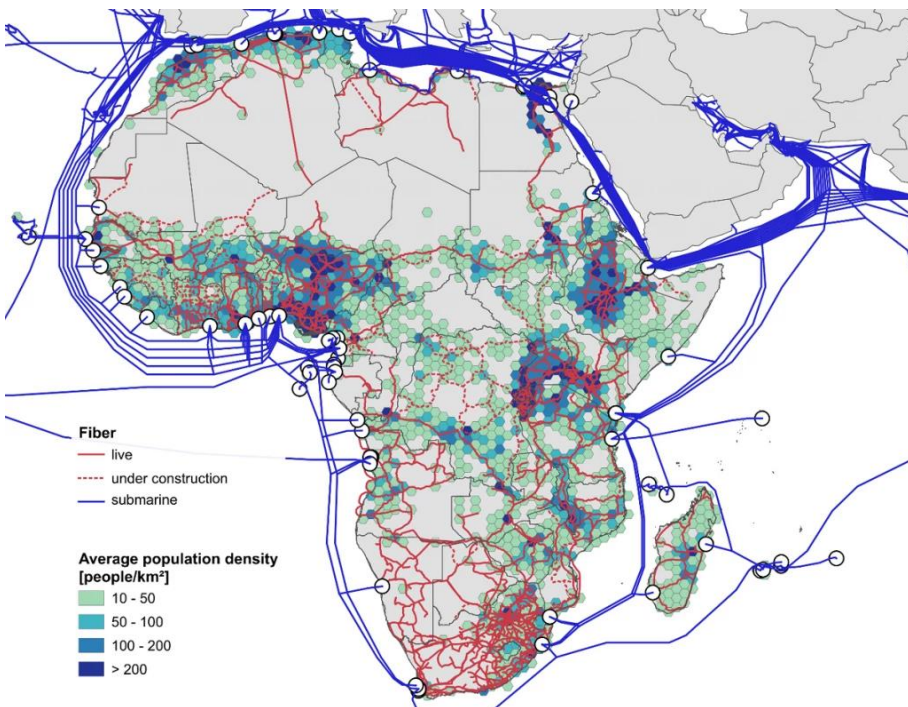 Fiber
live
under construction
submarine
Average population density
[people/km²]
10 - 50
50 - 100
100 - 200
> 200